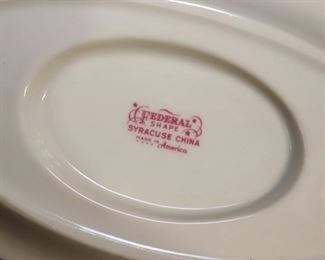 FEDERAL
SHAPE
SYRACUSE CHINA
MADE IN America